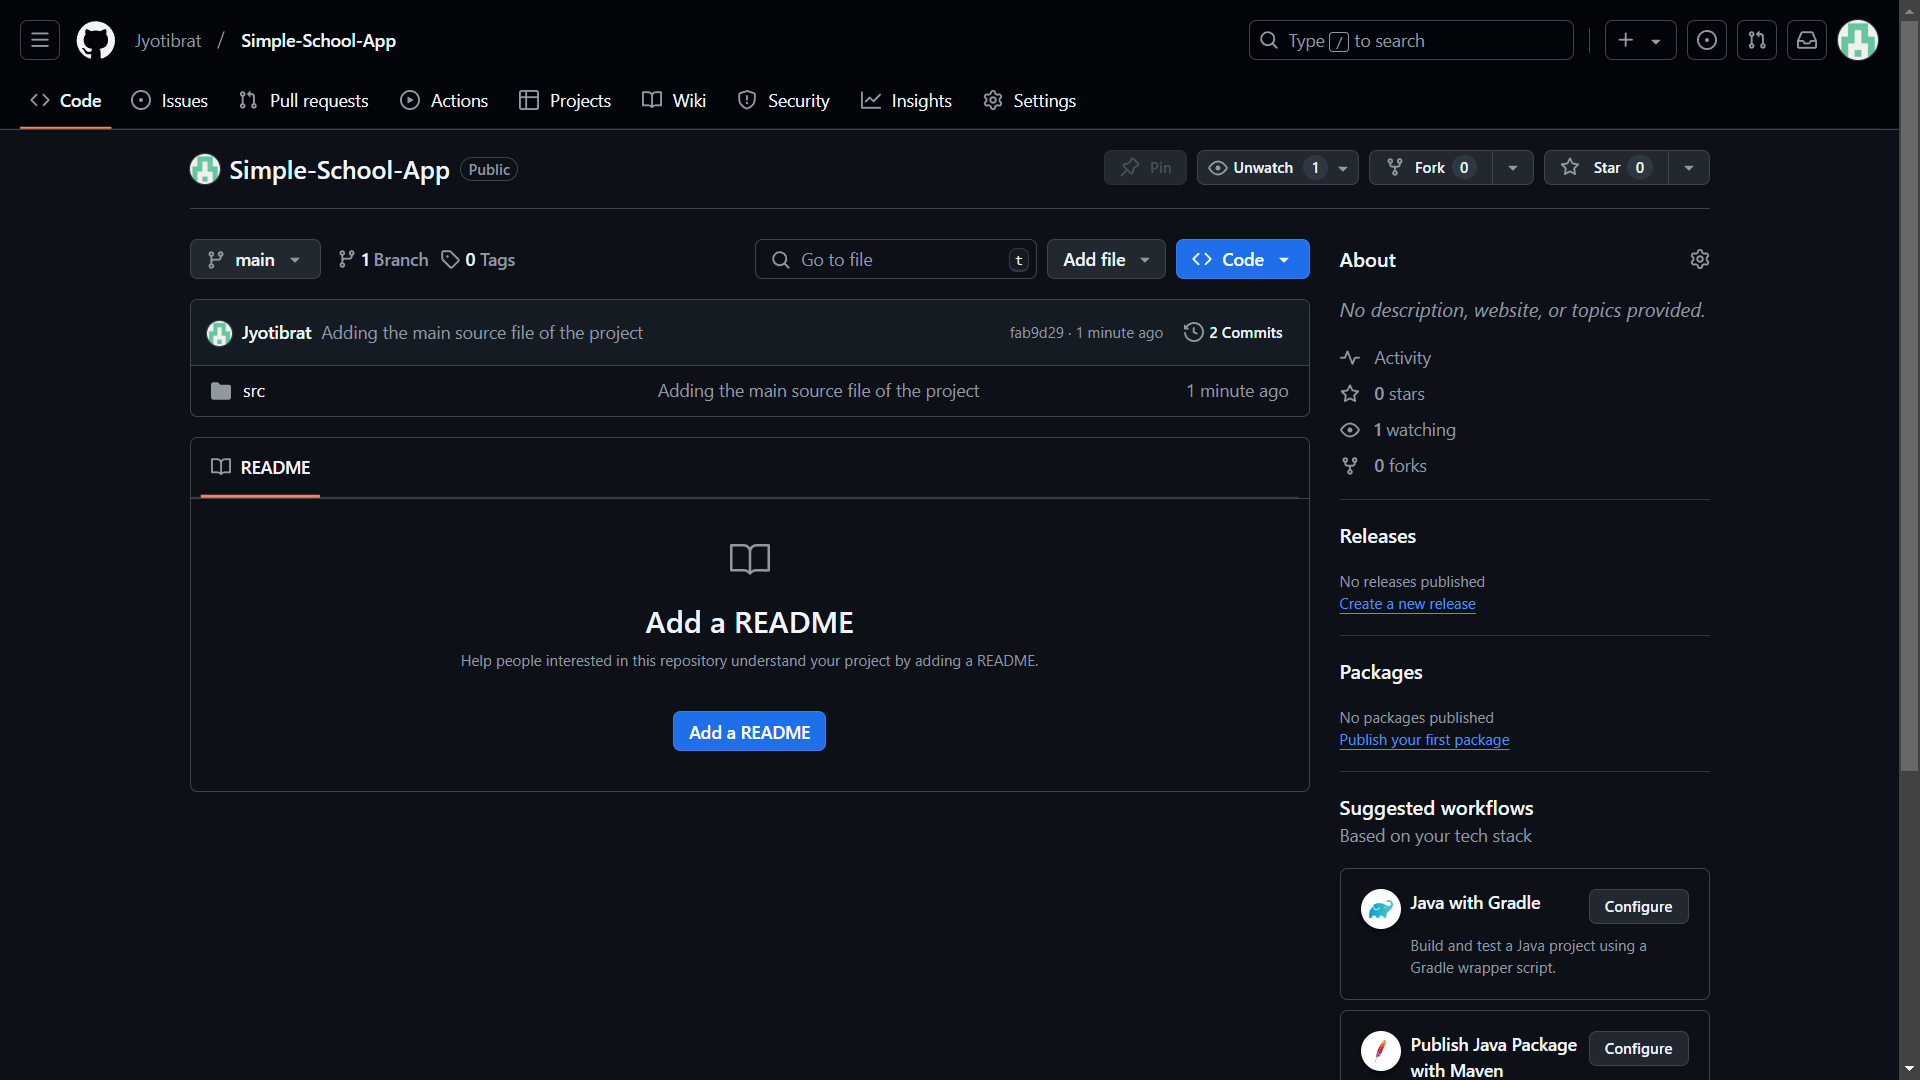 Jyotibrat / Simple-School-App
Type / to search
Code Issues Pull requests Actions Projects Wiki Security Insights Settings
Simple-School-App Public
Pin Unwatch 1 Fork 0 Star 0
main 1 Branch 0 Tags
Go to file t Add file Code
Jyotibrat Adding the main source file of the project fab9d29 · 1 minute ago 2 Commits
src Adding the main source file of the project 1 minute ago
README
Add a README
Help people interested in this repository understand your project by adding a README.
Add a README
About
No description, website, or topics provided.
Activity
0 stars
1 watching
0 forks
Releases
No releases published
Create a new release
Packages
No packages published
Publish your first package
Suggested workflows
Based on your tech stack
Java with Gradle Configure
Build and test a Java project using a
Gradle wrapper script.
Publish Java Package Configure
with Maven